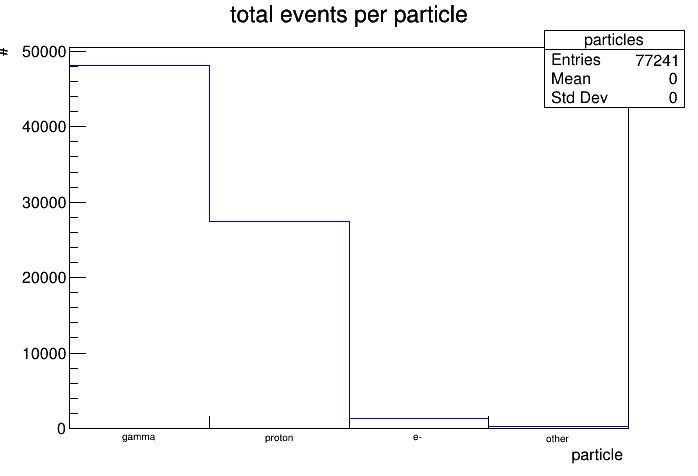 total events per particle
particles
Entries 77241
Mean 0
Std Dev 0
#
50000
40000
30000
20000
10000
0
gamma proton e- other
particle